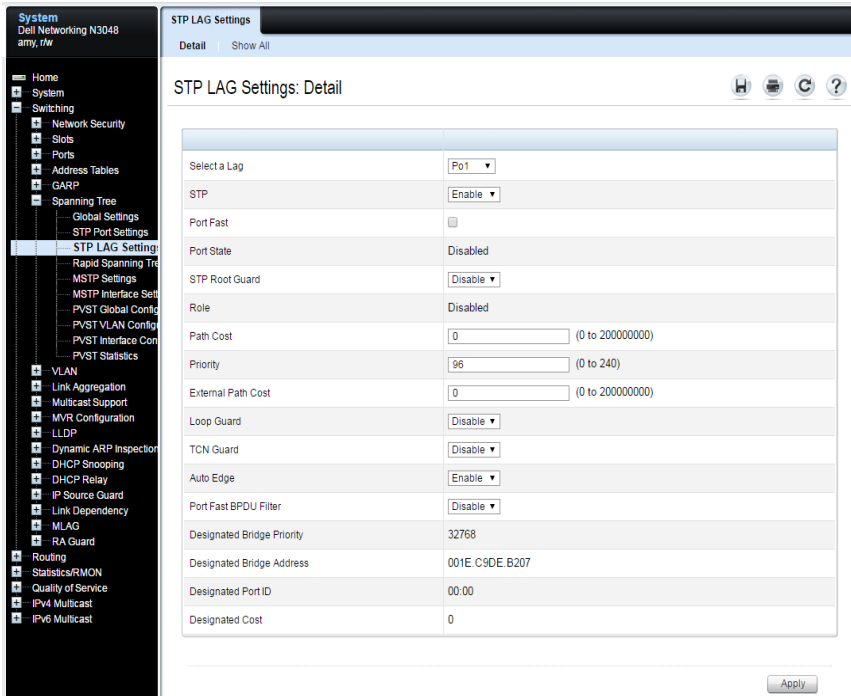 System
Dell Networking N3048
amy, r/w
Home
System
Switching
Network Security
Slots
Ports
Address Tables
GARP
Spanning Tree
Global Settings
STP Port Settings
STP LAG Settings
Rapid Spanning Tre
MSTP Settings
MSTP Interface Sett
PVST Global Config
PVST VLAN Configu
PVST Interface Con
PVST Statistics
VLAN
Link Aggregation
Multicast Support
MVR Configuration
LLDP
Dynamic ARP Inspection
DHCP Snooping
DHCP Relay
IP Source Guard
Link Dependency
MLAG
RA Guard
Routing
Statistics/RMON
Quality of Service
IPv4 Multicast
IPv6 Multicast
STP LAG Settings
Detail Show All
STP LAG Settings: Detail
H C ?
Select a Lag Po1
STP Enable
Port Fast
Port State Disabled
STP Root Guard Disable
Role Disabled
Path Cost 0 (0 to 200000000)
Priority 96 (0 to 240)
External Path Cost 0 (0 to 200000000)
Loop Guard Disable
TCN Guard Disable
Auto Edge Enable
Port Fast BPDU Filter Disable
Designated Bridge Priority 32768
Designated Bridge Address 001E.C9DE.B207
Designated Port ID 00:00
Designated Cost 0
Apply